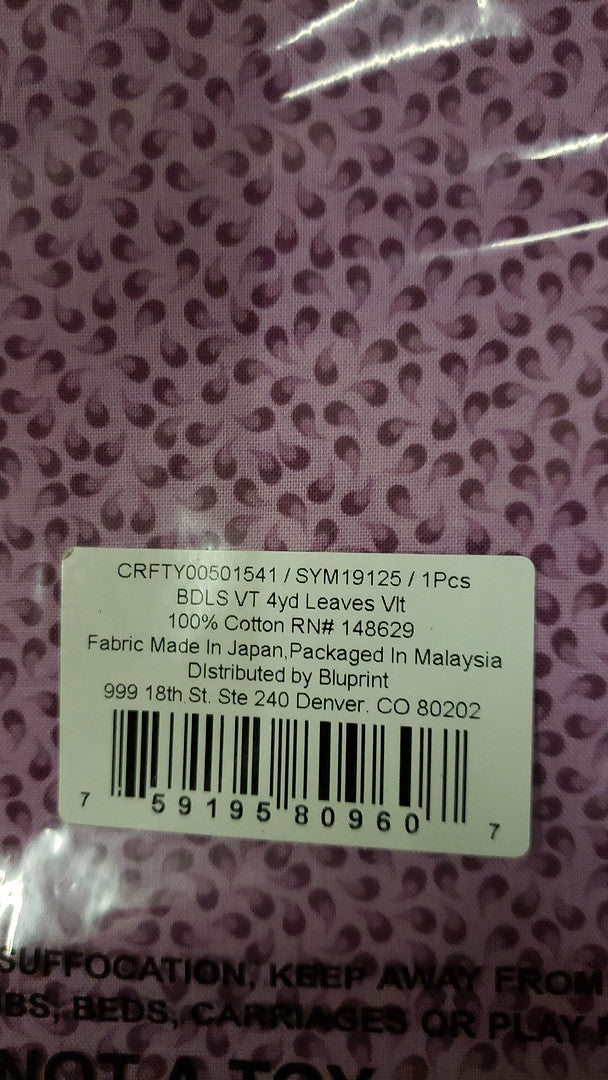 CRFTY00501541 / SYM19125 / 1Pcs
BDLS VT 4yd Leaves Vlt
100% Cotton RN# 148629
Fabric Made In Japan,Packaged In Malaysia
DIstributed by Bluprint
999 18th St. Ste 240 Denver. CO 80202
7 59195 80960 7
SUFFOCATION, KEEP AWAY FROM
BS, BEDS, CARRIAGES OR PLAY
NOT A TOY